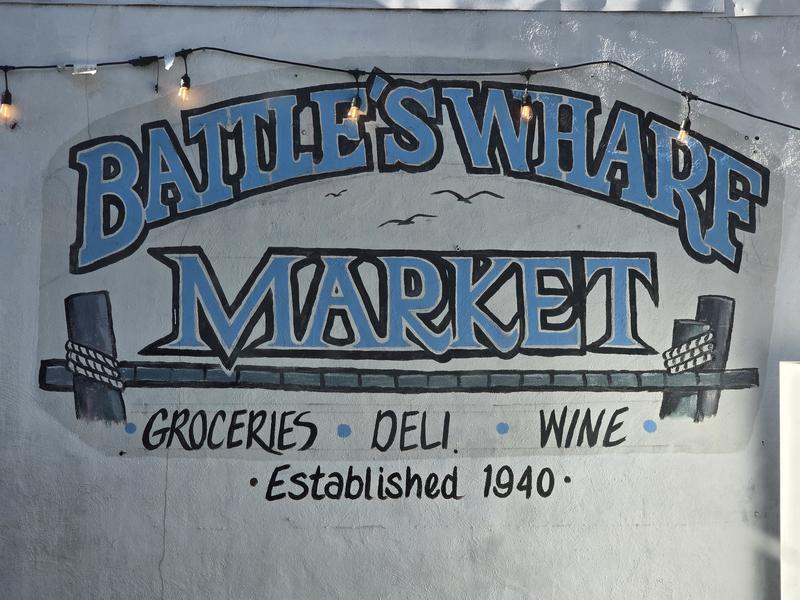 BATTLE'S WHARF
MARKET
GROCERIES • DELI. • WINE •
• Established 1940 •